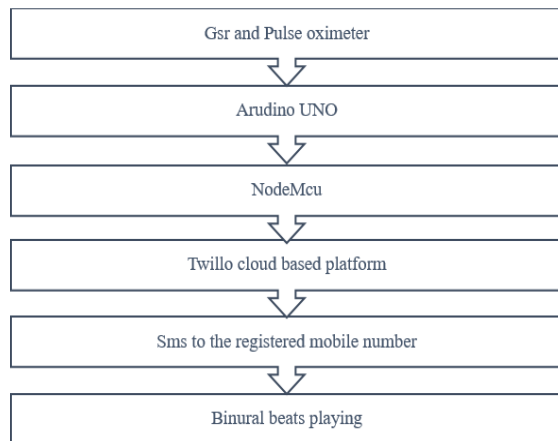 Gsr and Pulse oximeter
Arudino UNO
NodeMcu
Twillo cloud based platform
Sms to the registered mobile number
Binural beats playing